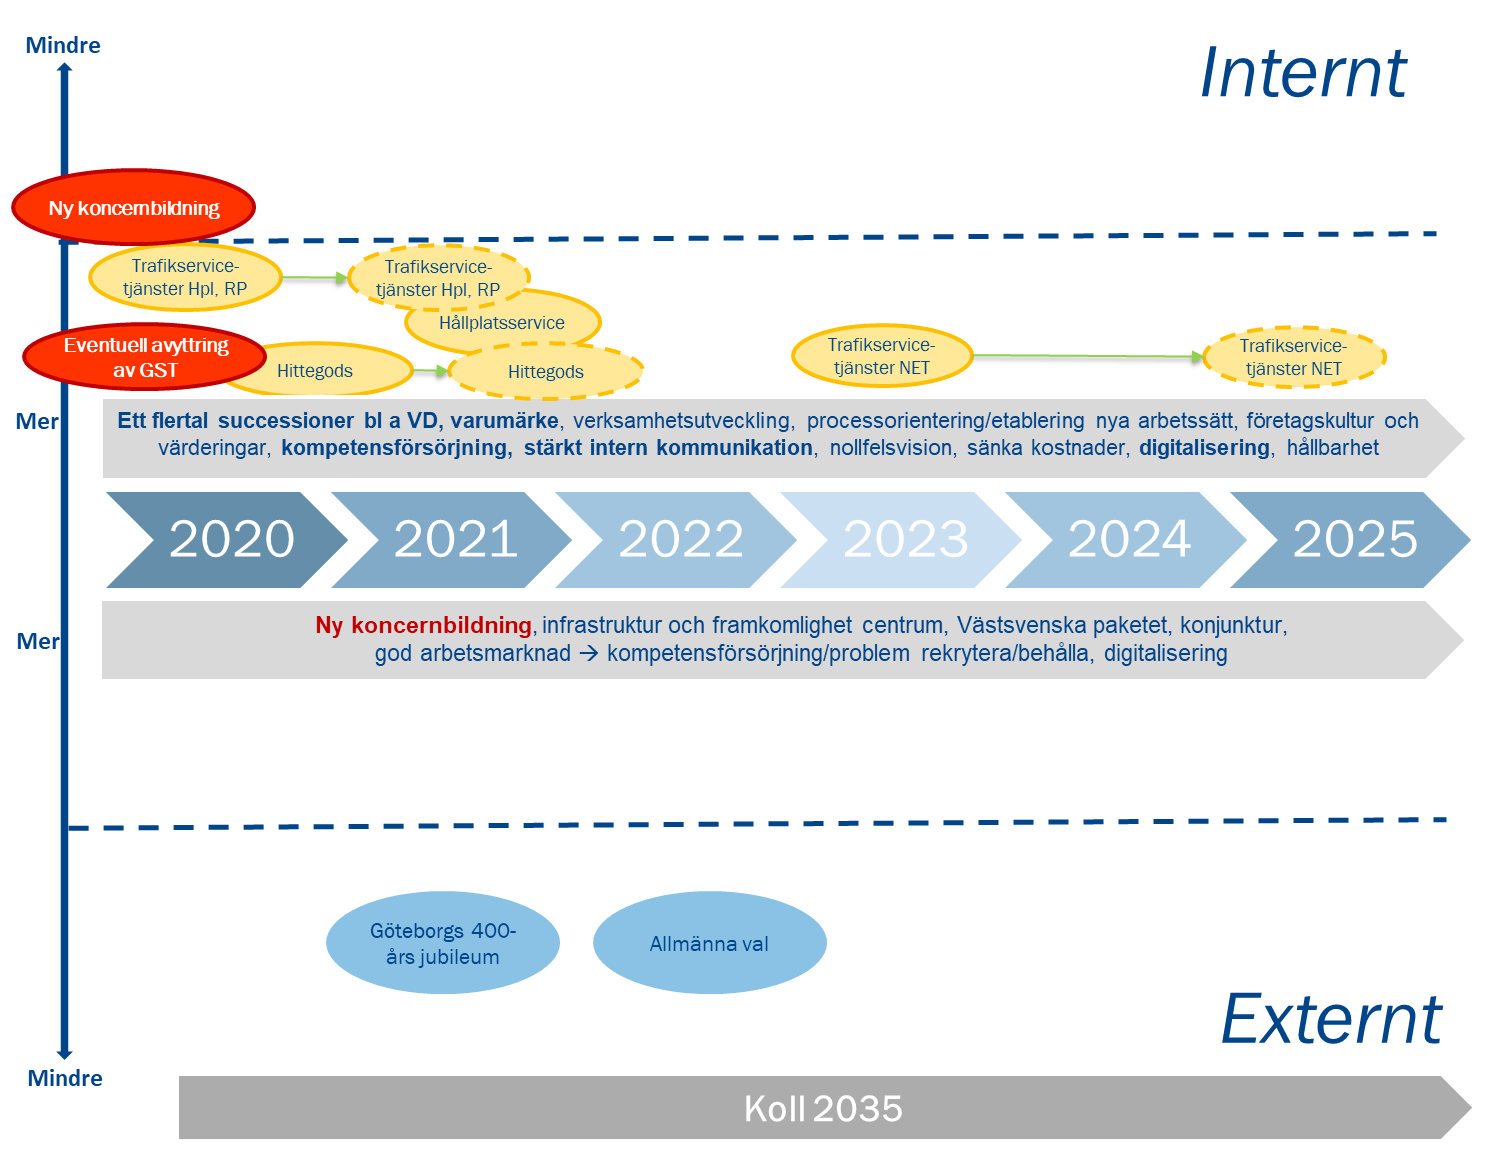 Mindre
Internt
Ny koncernbildning
Trafikservice-
tjänster Hpl, RP
Trafikservice-
tjänster Hpl, RP
Hållplatsservice
Eventuell avyttring
av GST
Hittegods
Hittegods
Trafikservice-
tjänster NET
Trafikservice-
tjänster NET
Mer
Ett flertal successioner bl a VD, varumärke, verksamhetsutveckling, processorientering/etablering nya arbetssätt, företagskultur och
värderingar, kompetensförsörjning, stärkt intern kommunikation, nollfelsvision, sänka kostnader, digitalisering, hållbarhet
2020
2021
2022
2023
2024
2025
Mer
Ny koncernbildning, infrastruktur och framkomlighet centrum, Västsvenska paketet, konjunktur,
god arbetsmarknad → kompetensförsörjning/problem rekrytera/behålla, digitalisering
Göteborgs 400-
års jubileum
Allmänna val
Externt
Mindre
Koll 2035